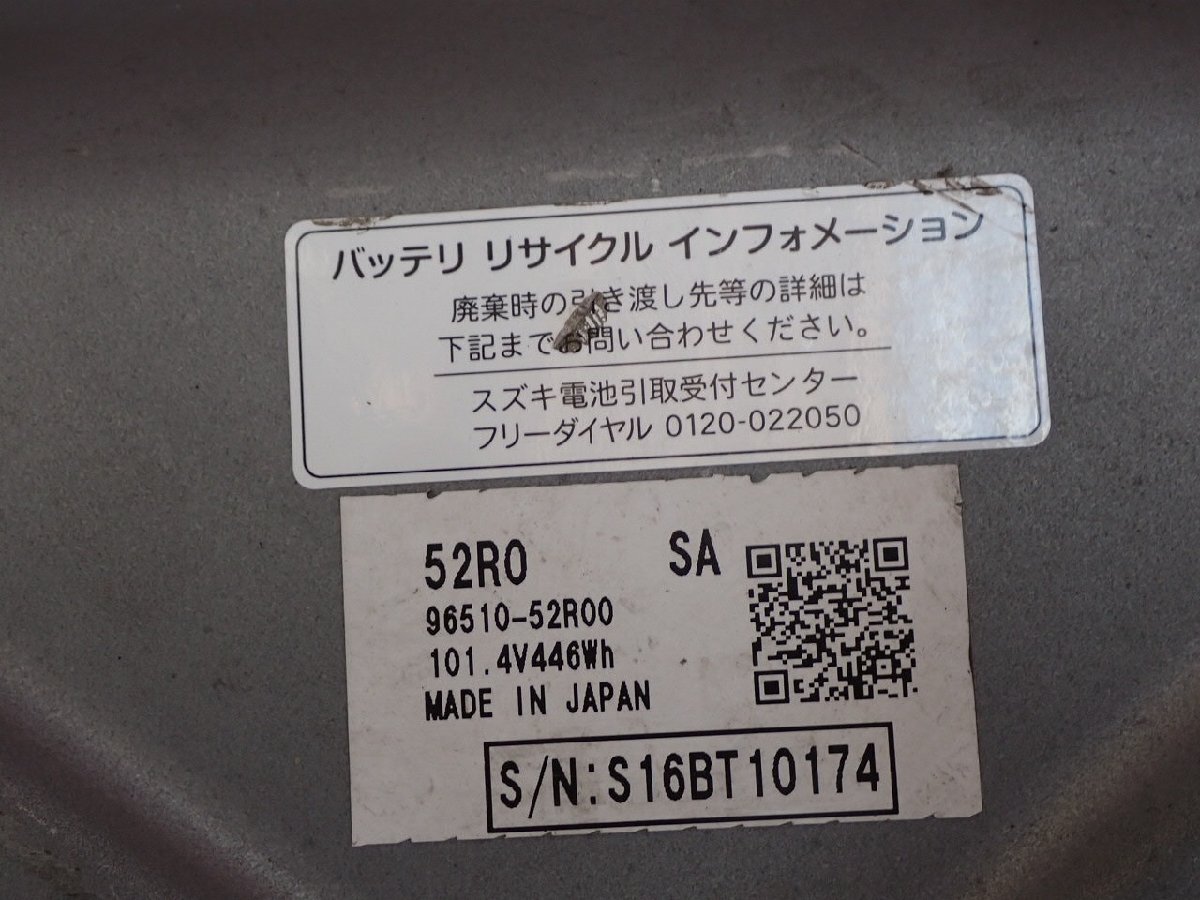 バッテリ リサイクル インフォメーション
廃棄時の引き渡し先等の詳細は
下記までお問い合わせください。
スズキ電池引取受付センター
フリーダイヤル 0120-022050
52R0 SA
96510-52R00
101.4V446Wh
MADE IN JAPAN
S/N:S16BT10174